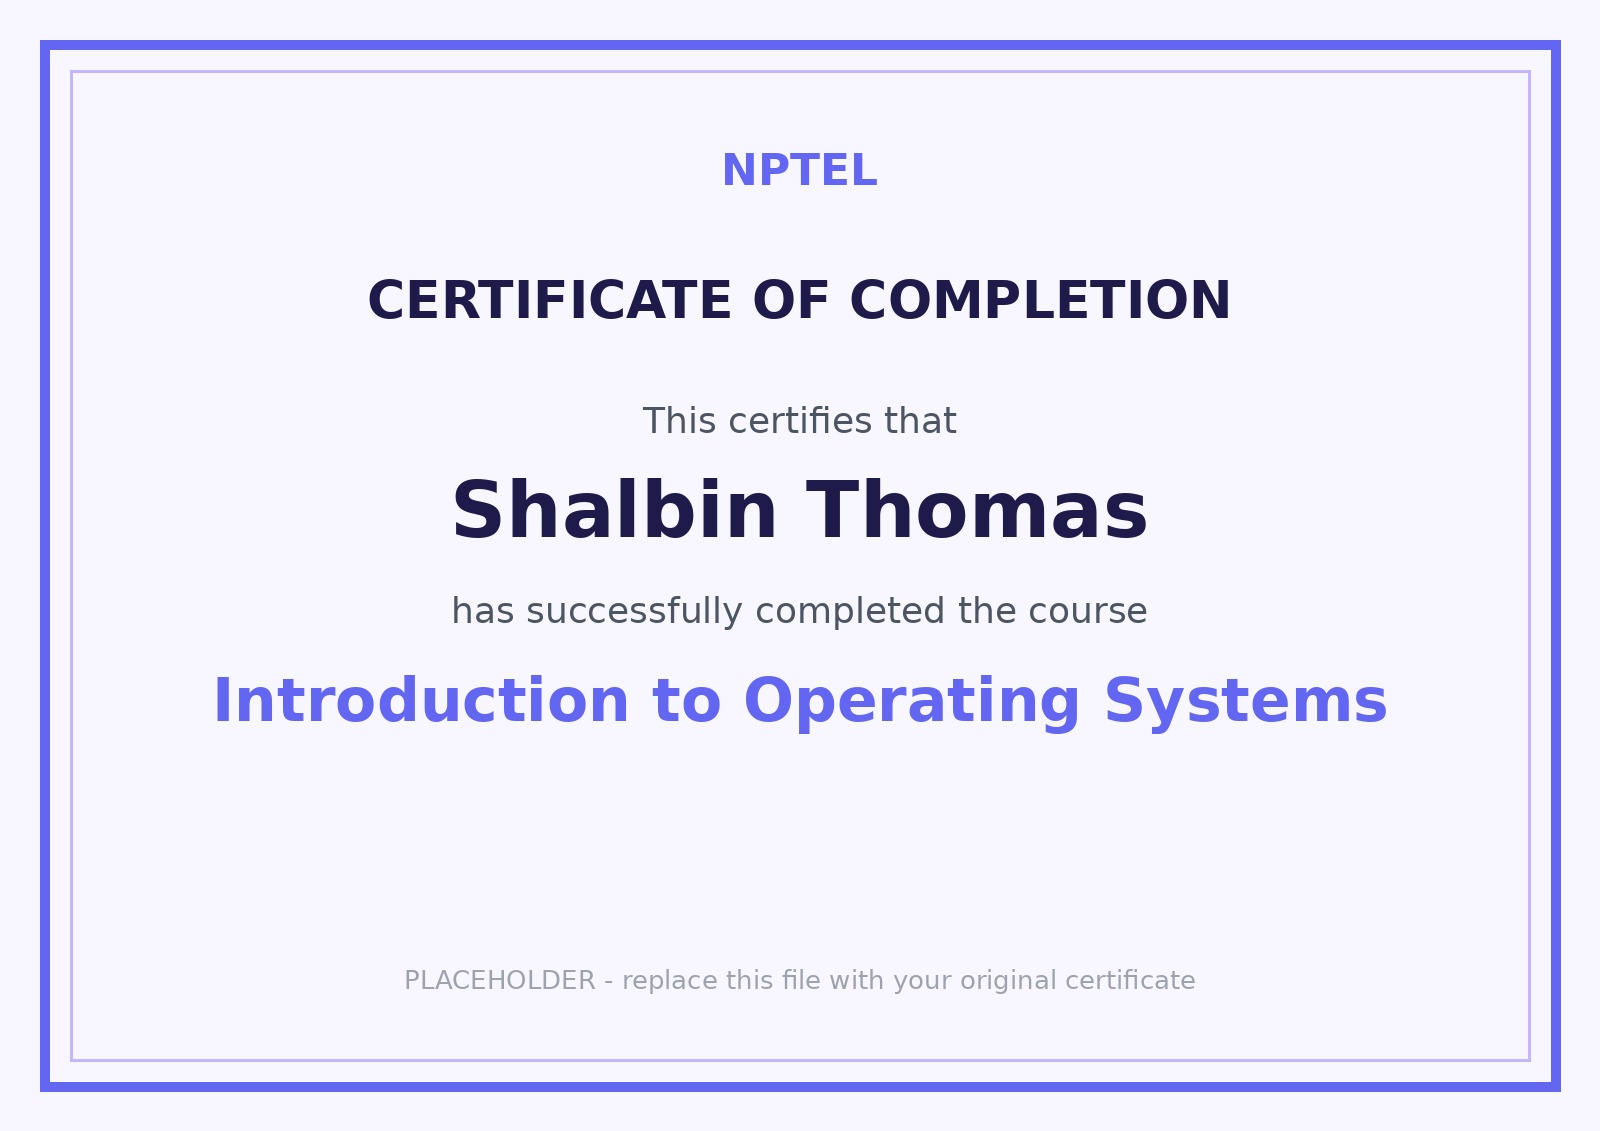 NPTEL
CERTIFICATE OF COMPLETION
This certifies that
Shalbin Thomas
has successfully completed the course
Introduction to Operating Systems
PLACEHOLDER - replace this file with your original certificate